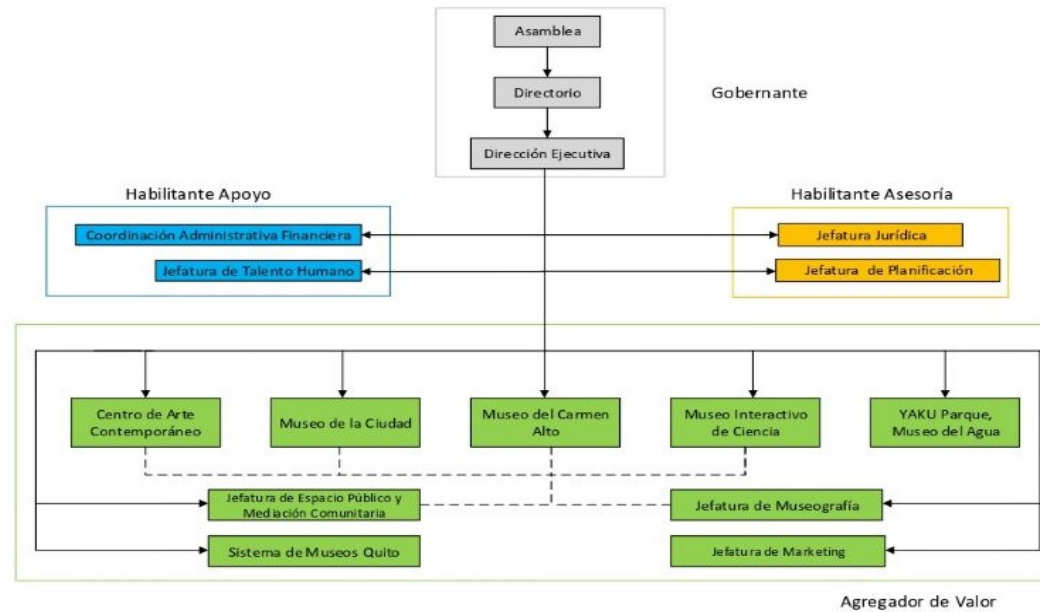 Asamblea
Directorio
Gobernante
Dirección Ejecutiva
Habilitante Apoyo
Habilitante Asesoría
Coordinación Administrativa Financiera
Jefatura Jurídica
Jefatura de Talento Humano
Jefatura de Planificación
Centro de Arte
Contemporáneo
Museo de la Ciudad
Museo del Carmen
Alto
Museo Interactivo
de Ciencia
YAKU Parque,
Museo del Agua
Jefatura de Espacio Público y
Mediación Comunitaria
Jefatura de Museografía
Sistema de Museos Quito
Jefatura de Marketing
Agregador de Valor